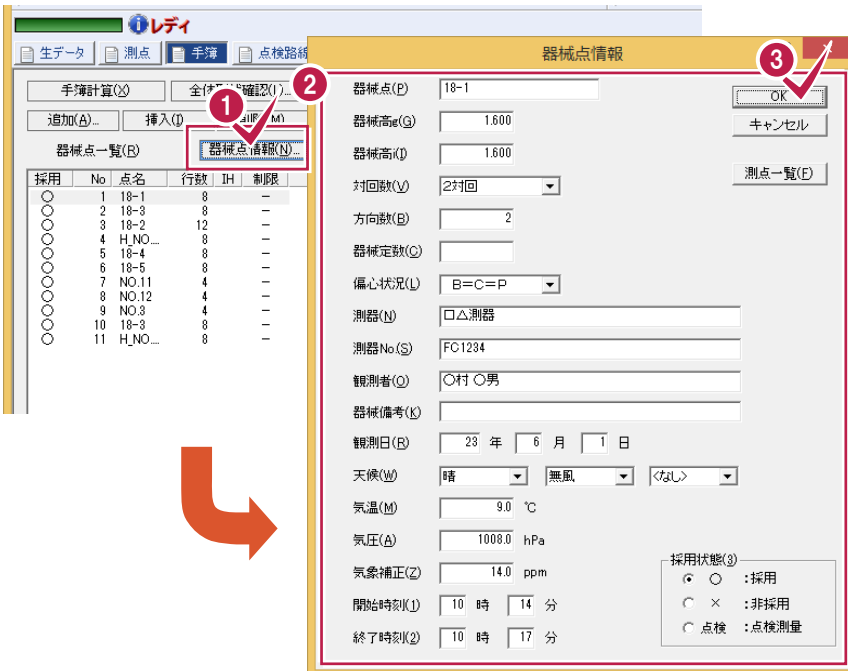 レディ
生データ 測点 手簿 点検路線
手簿計算(X)
追加(A)... 挿入(I)
器械点一覧(R) 器械点情報(N)...
1
2
採用 No 点名 行数 IH 制限
○ 1 18-1 8 －
○ 2 18-3 8 －
○ 3 18-2 12 －
○ 4 H_NO.... 8 －
○ 5 18-4 8 －
○ 6 18-5 8 －
○ 7 NO.11 4 －
○ 8 NO.12 4 －
○ 9 NO.3 4 －
○ 10 18-3 8 －
○ 11 H_NO.... 8 －
器械点情報
3
器械点(P) 18-1
器械高g(G) 1.600
器械高i(I) 1.600
対回数(V) 2対回
方向数(B) 2
器械定数(C)
偏心状況(L) B＝C＝P
測器(N) □△測器
測器No.(S) FC1234
観測者(O) ○村 ○男
器械備考(K)
観測日(R) 23 年 6 月 1 日
天候(W) 晴 無風 <なし>
気温(M) 9.0 ℃
気圧(A) 1008.0 hPa
気象補正(Z) 14.0 ppm
開始時刻(1) 10 時 14 分
終了時刻(2) 10 時 17 分
OK
キャンセル
測点一覧(F)
採用状態(3)
○ :採用
× :非採用
点検 :点検測量